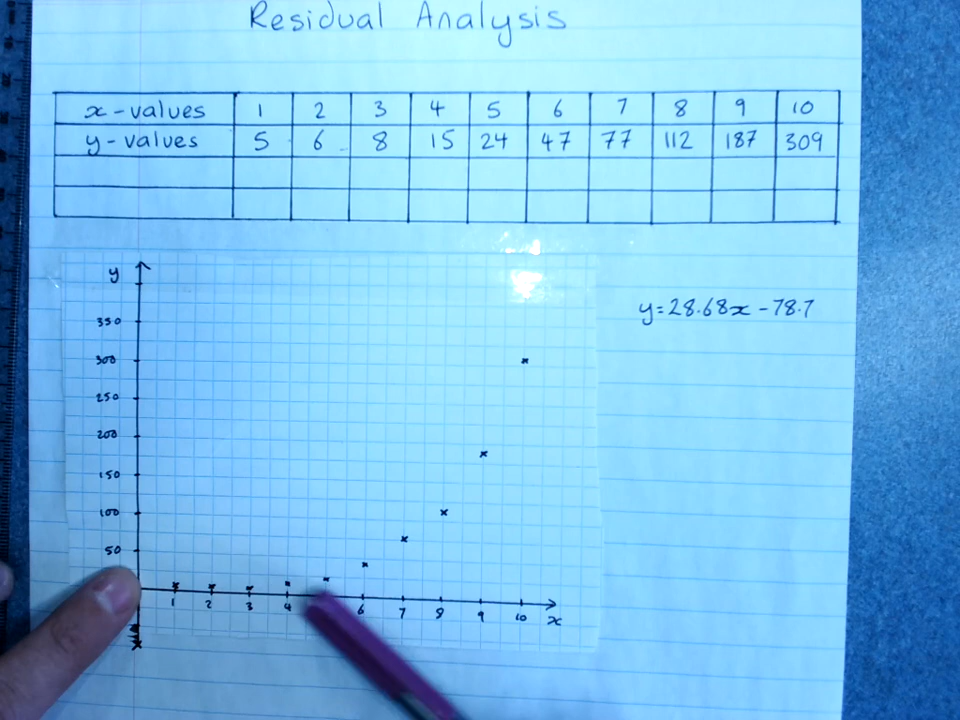 Residual Analysis
x-values 1 2 3 4 5 6 7 8 9 10
y-values 5 6 8 15 24 47 77 112 187 309
y
y=28.68x-78.7
350
300
250
200
150
100
50
1 2 3 4 6 7 8 9 10 x